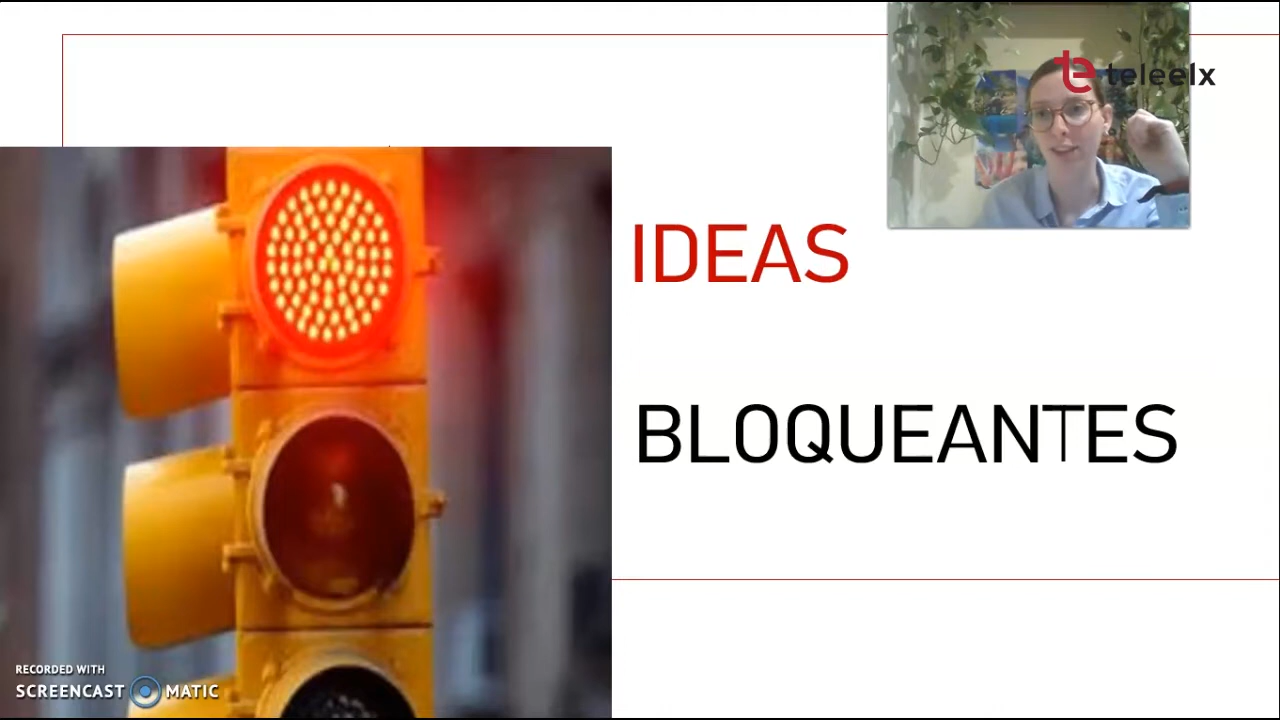 teleelx
IDEAS
BLOQUEANTES
RECORDED WITH
SCREENCAST MATIC